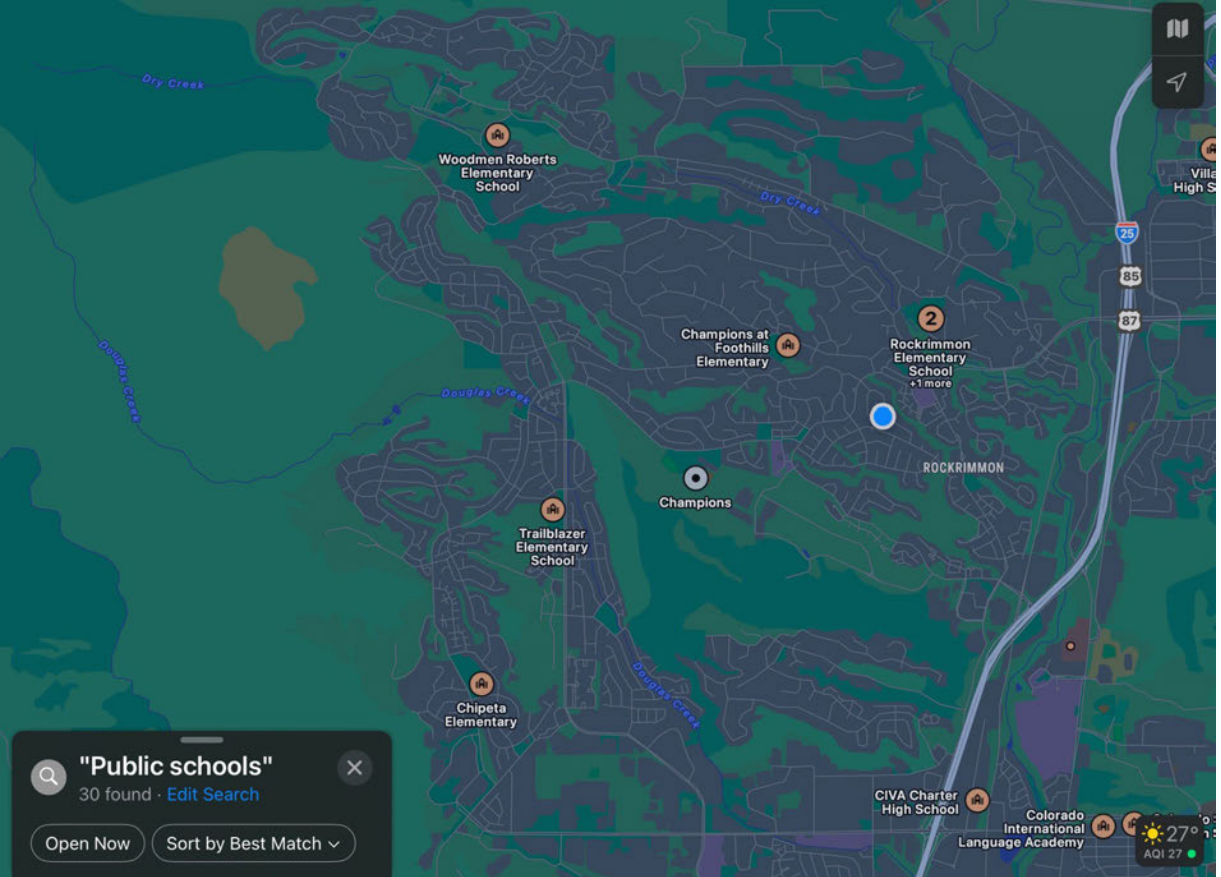 Dry Creek
Woodmen Roberts
Elementary
School
Dry Creek
Villa
High S
25
85
87
2
Rockrimmon
Elementary
School
+1 more
Champions at
Foothills
Elementary
Douglas Creek
Douglas Creek
ROCKRIMMON
Champions
Trailblazer
Elementary
School
Douglas Creek
Chipeta
Elementary
"Public schools"
30 found · Edit Search
Open Now
Sort by Best Match
CIVA Charter
High School
Colorado
International
Language Academy
27°
AQI 27